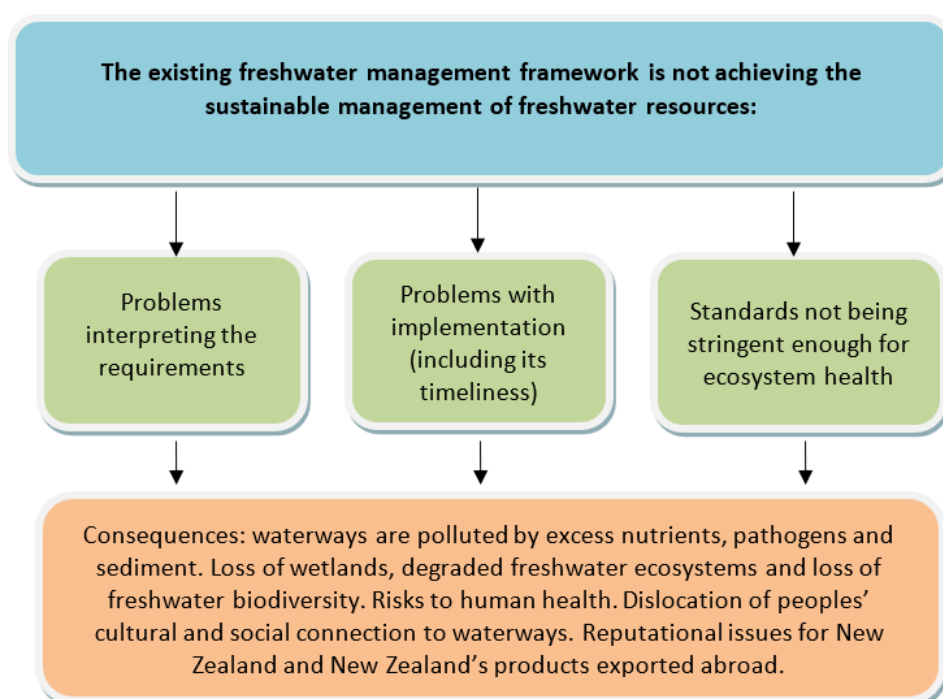 The existing freshwater management framework is not achieving the
sustainable management of freshwater resources:
Problems
interpreting the
requirements
Problems with
implementation
(including its
timeliness)
Standards not being
stringent enough for
ecosystem health
Consequences: waterways are polluted by excess nutrients, pathogens and
sediment. Loss of wetlands, degraded freshwater ecosystems and loss of
freshwater biodiversity. Risks to human health. Dislocation of peoples’
cultural and social connection to waterways. Reputational issues for New
Zealand and New Zealand’s products exported abroad.